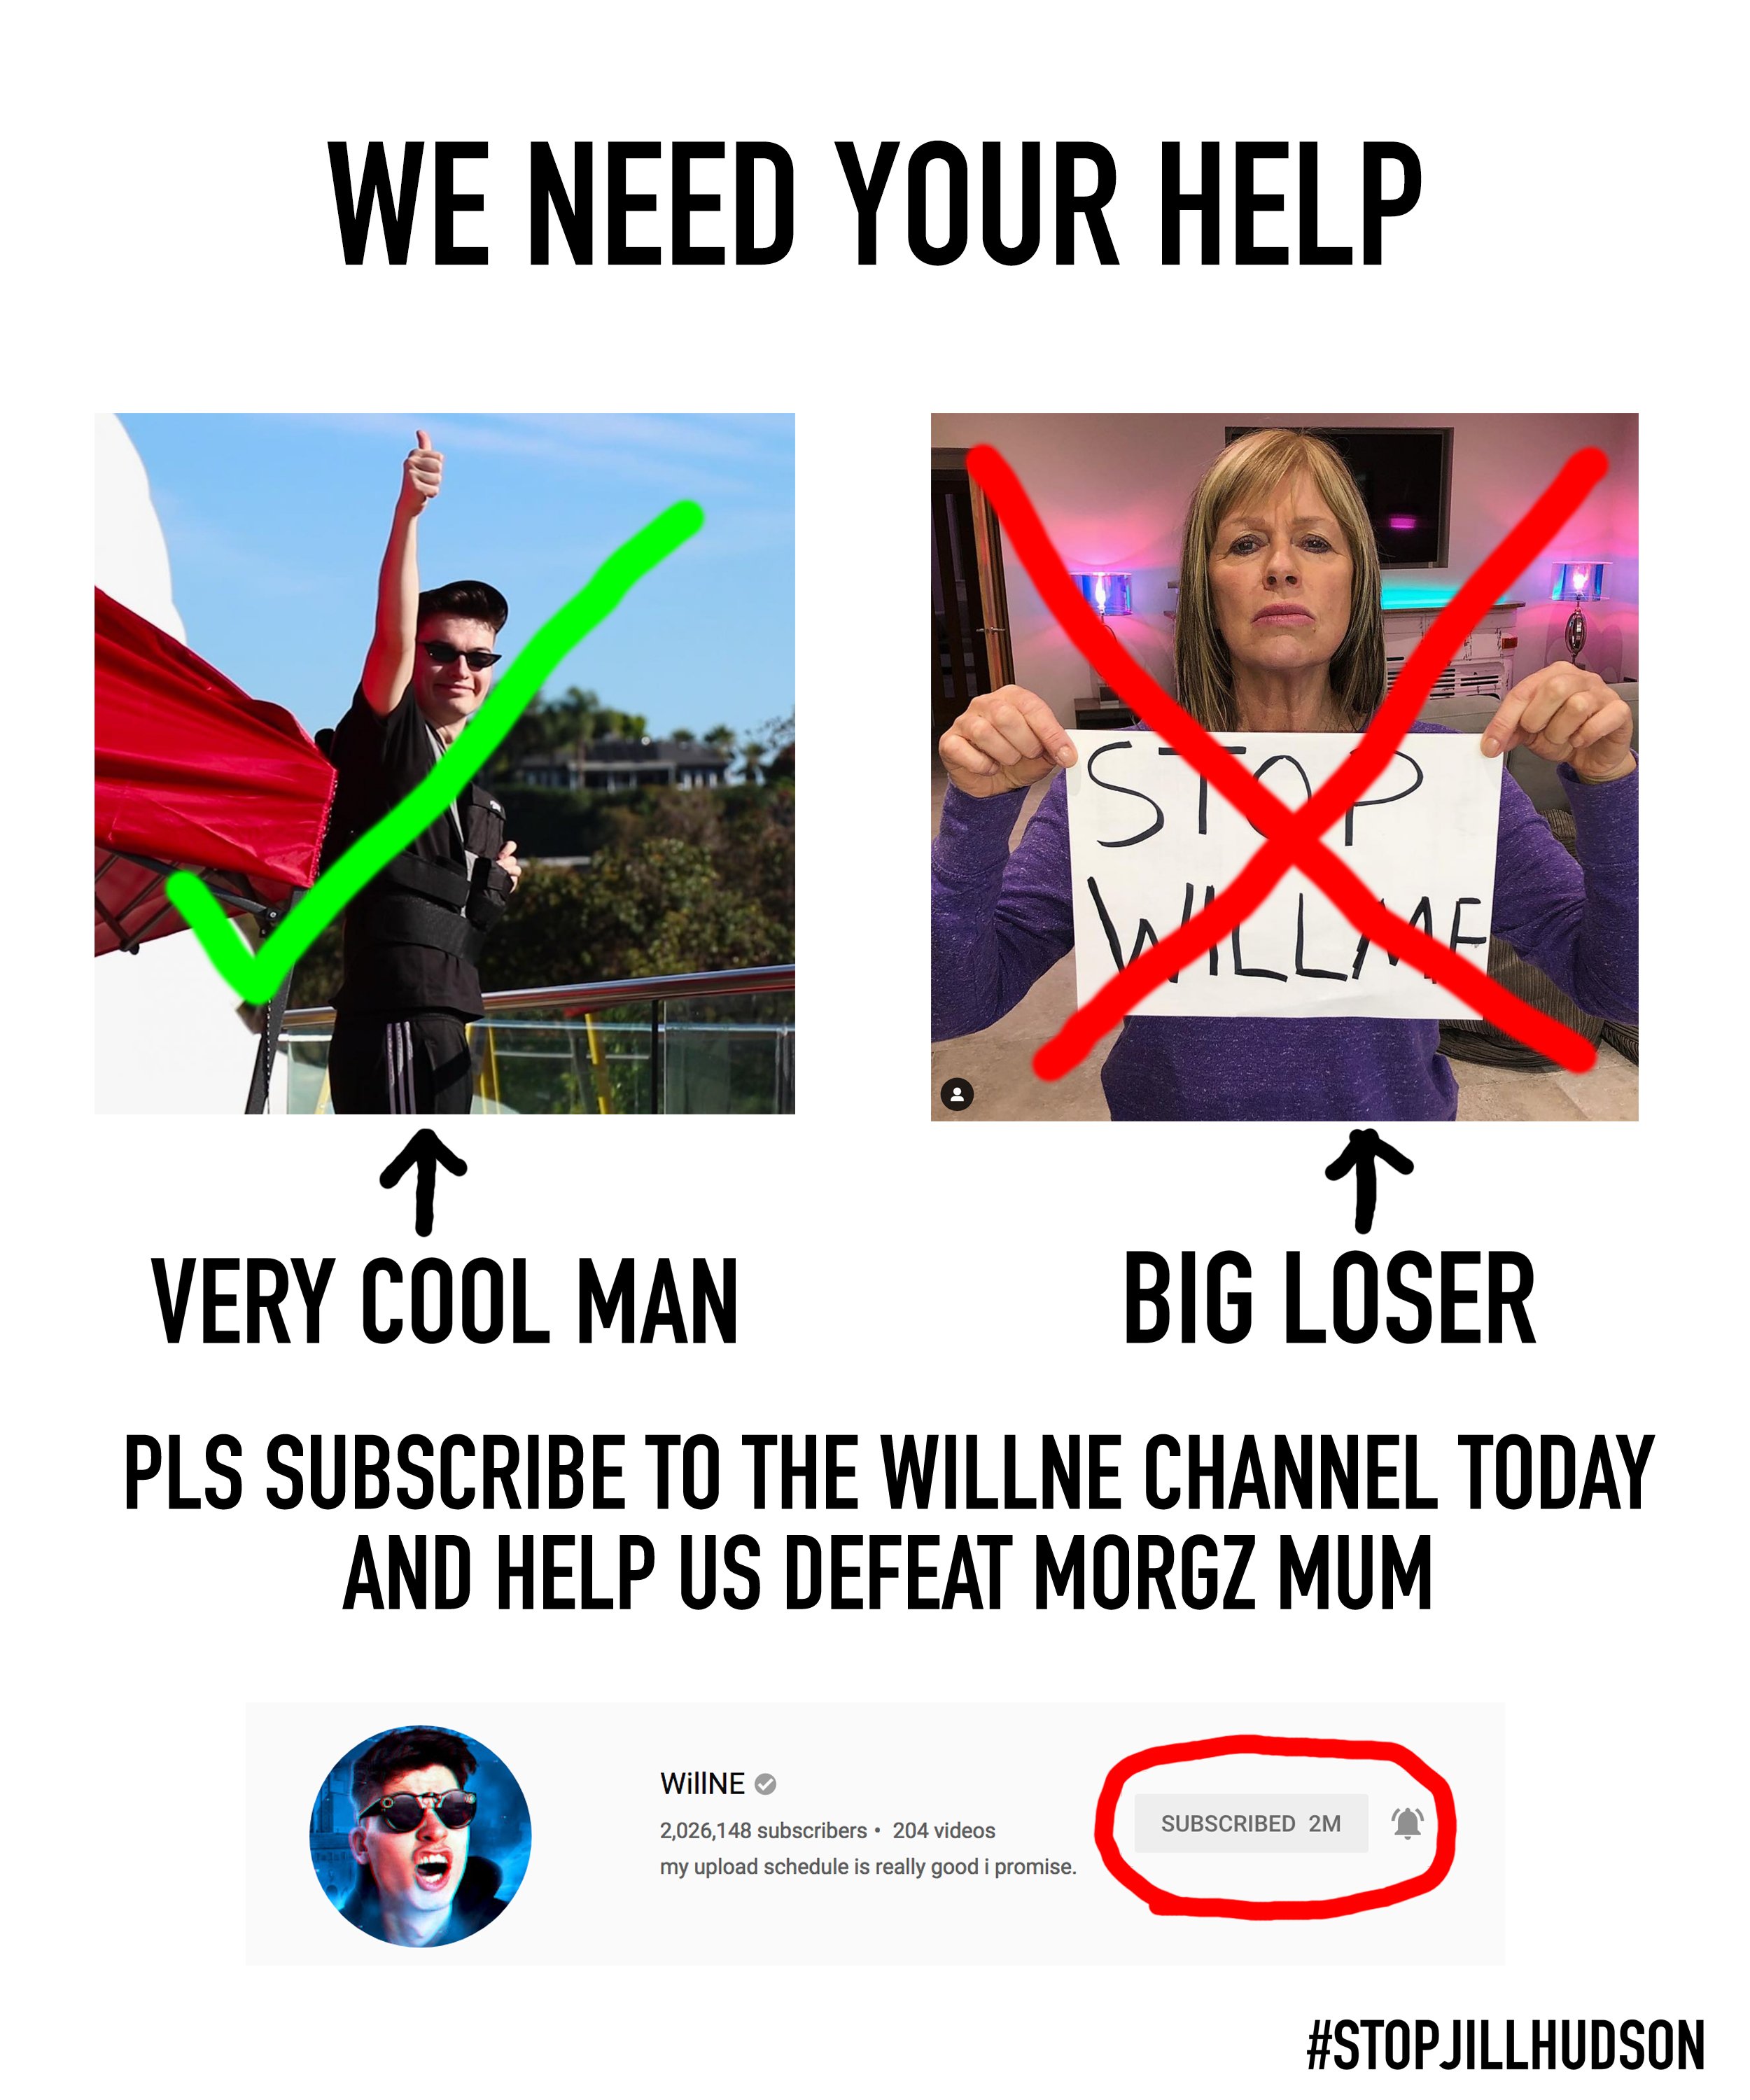 WE NEED YOUR HELP
STOP
WILLNE
VERY COOL MAN
BIG LOSER
PLS SUBSCRIBE TO THE WILLNE CHANNEL TODAY
AND HELP US DEFEAT MORGZ MUM
WillNE
2,026,148 subscribers • 204 videos
my upload schedule is really good i promise.
SUBSCRIBED 2M
#STOPJILLHUDSON